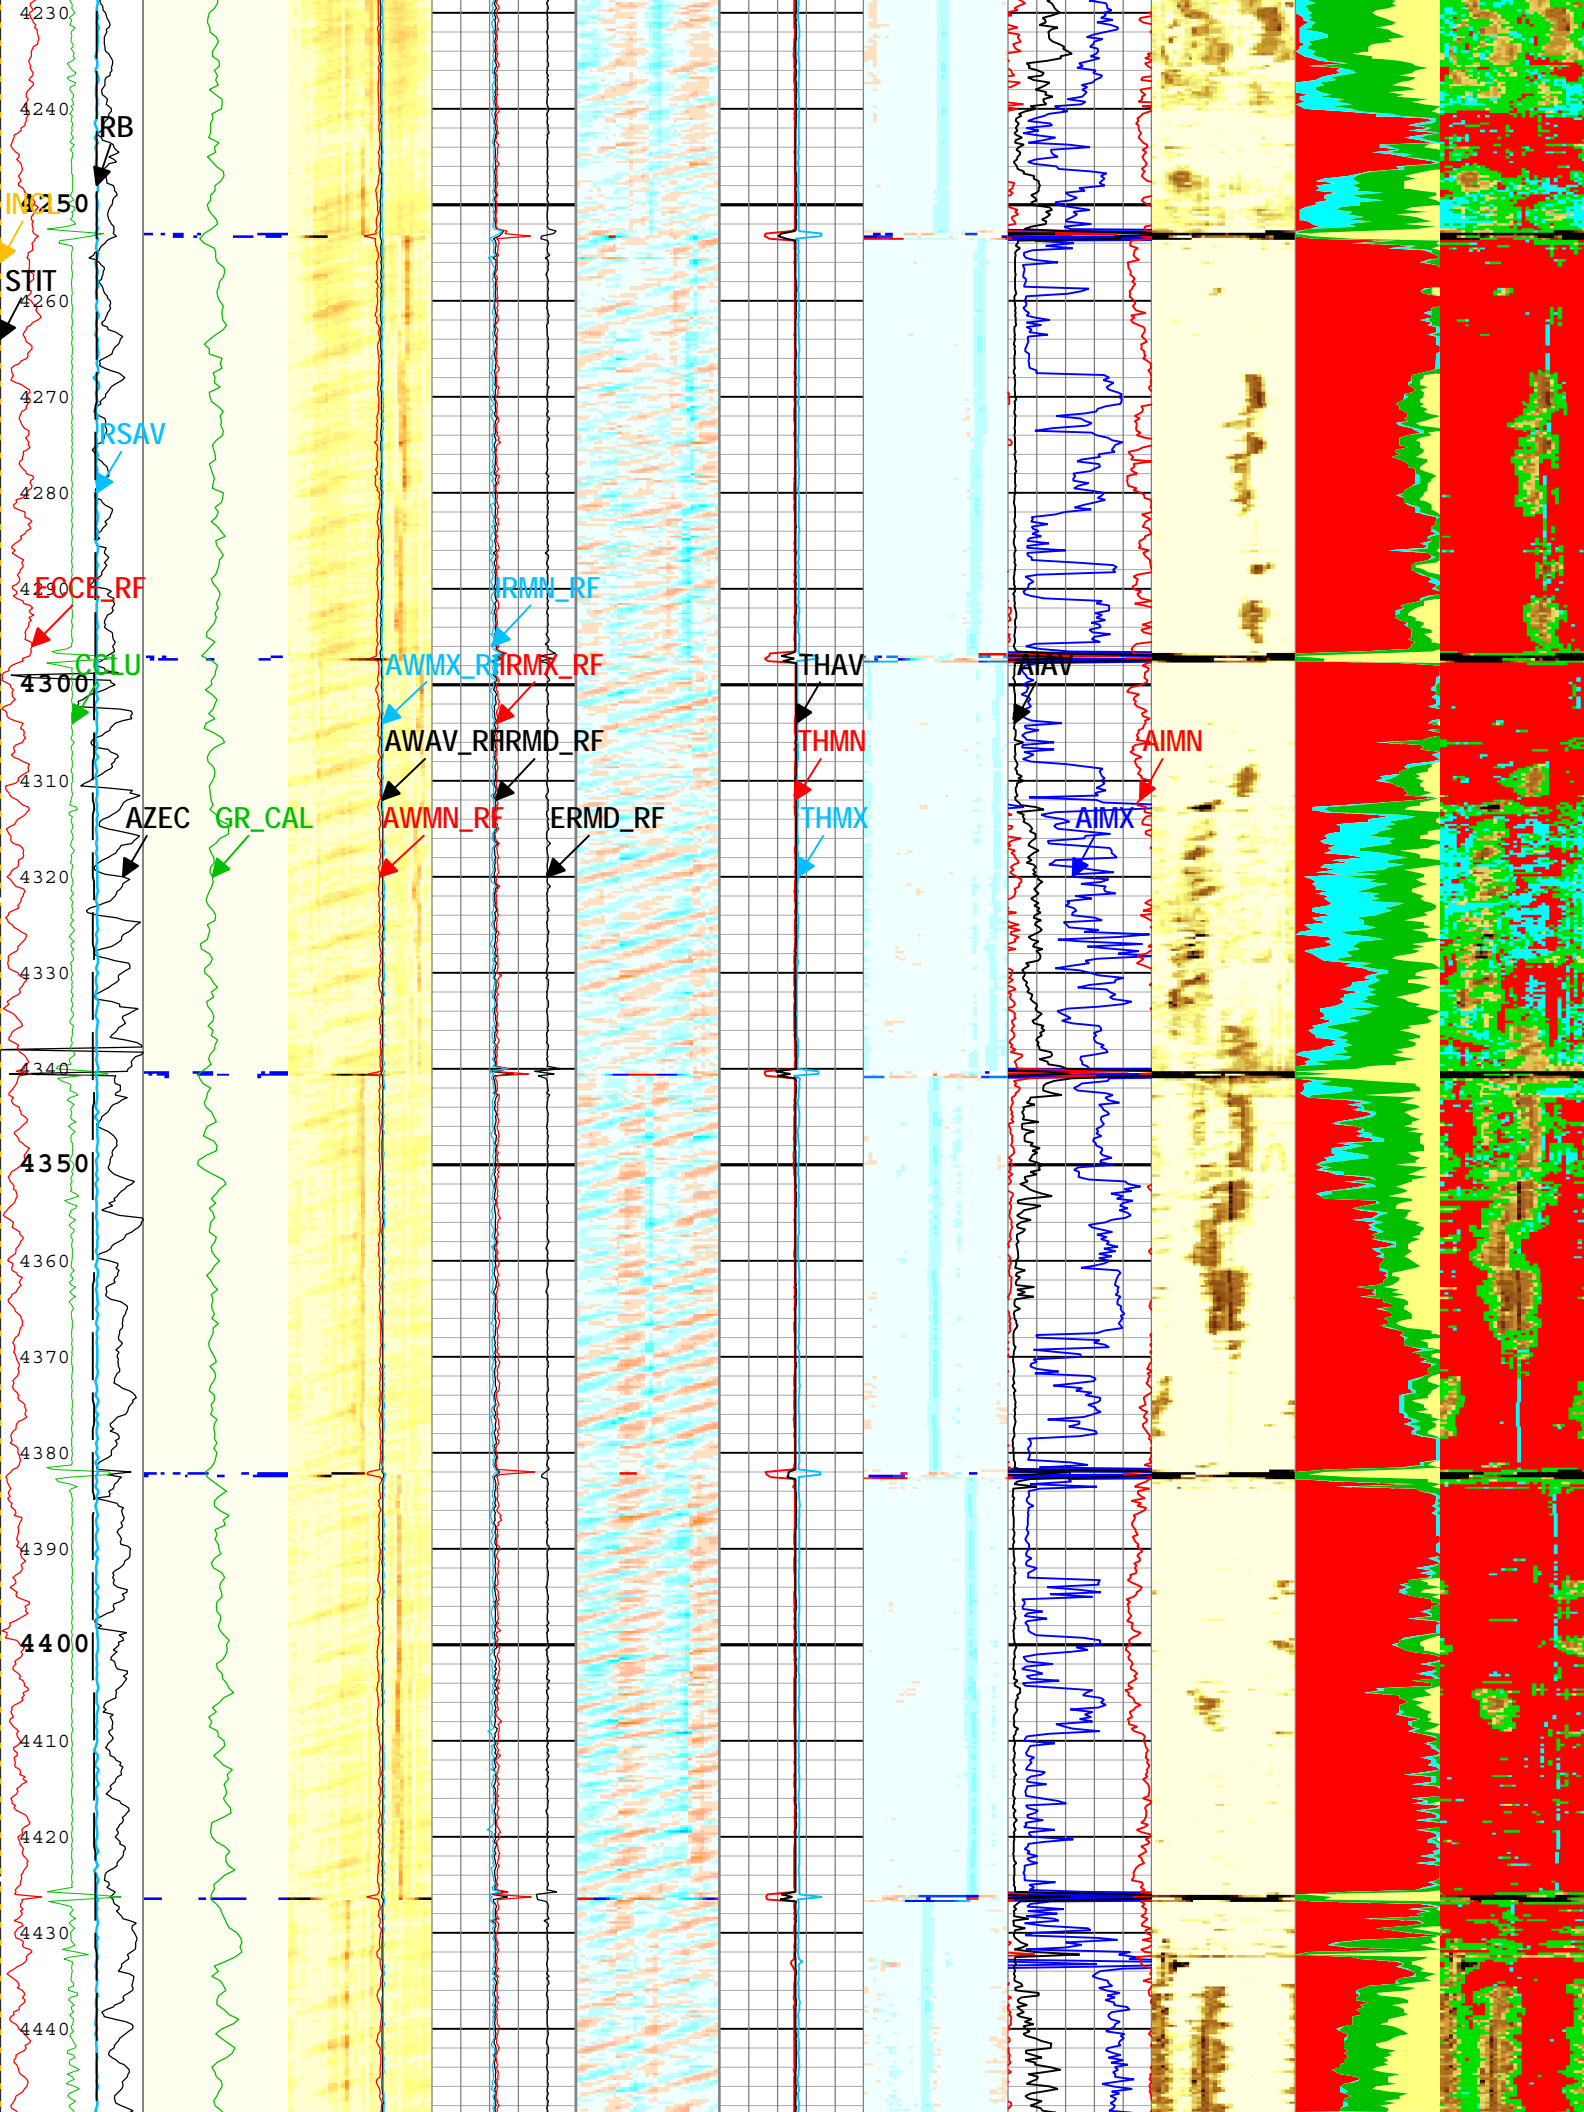 4230
4240
RB
INCL
4250
STIT
4260
4270
RSAV
4280
4290
ECCE_RF
IRMN_RF
CCLU
AWMX_RF
IRMX_RF
THAV
AIAV
4300
AWAV_RF
IRMD_RF
THMN
AIMN
4310
AZEC
GR_CAL
AWMN_RF
ERMD_RF
THMX
AIMX
4320
4330
4340
4350
4360
4370
4380
4390
4400
4410
4420
4430
4440